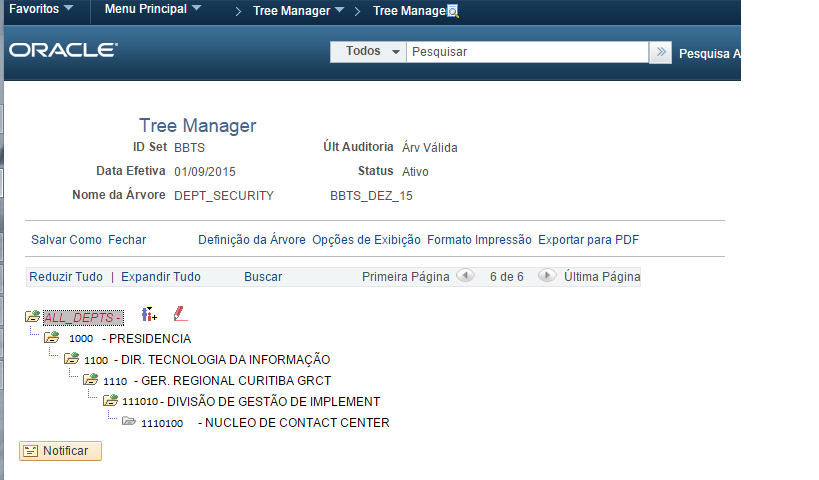 Favoritos Menu Principal Tree Manager Tree Manage
ORACLE Todos Pesquisar Pesquisa A
Tree Manager
ID Set BBTS Últ Auditoria Árv Válida
Data Efetiva 01/09/2015 Status Ativo
Nome da Árvore DEPT_SECURITY BBTS_DEZ_15
Salvar Como Fechar Definição da Árvore Opções de Exibição Formato Impressão Exportar para PDF
Reduzir Tudo | Expandir Tudo Buscar Primeira Página 6 de 6 Última Página
ALL_DEPTS -
1000 - PRESIDENCIA
1100 - DIR. TECNOLOGIA DA INFORMAÇÃO
1110 - GER. REGIONAL CURITIBA GRCT
111010 - DIVISÃO DE GESTÃO DE IMPLEMENT
1110100 - NUCLEO DE CONTACT CENTER
Notificar